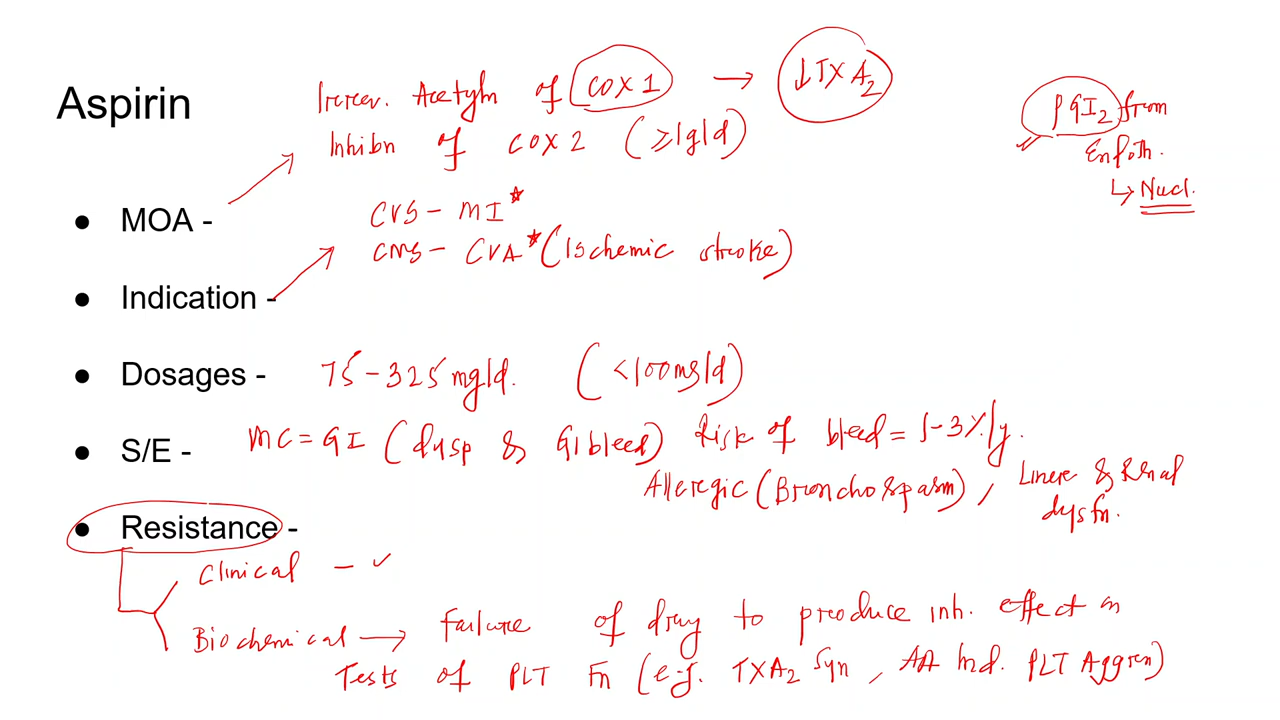 Aspirin
Irrev. Acetyln of COX 1 → ↓TXA2
Inhibn of COX 2 (≥1g/d)
PGI2 from
Endoth.
↳ Nucl.
● MOA -
CVS - MI*
CNS - CVA* (Ischemic stroke)
● Indication -
● Dosages - 75-325 mg/d. (<100mg/d)
● S/E - MC = GI (dysp & GI bleed) Risk of bleed = 1-3%/y.
Allergic (Bronchospasm), Liver & Renal
dysfn.
● Resistance -
Clinical - ✓
Biochemical → Failure of drug to produce inh. effect on
Tests of PLT Fn (e.g. TXA2 Syn, AA Ind. PLT Aggren)